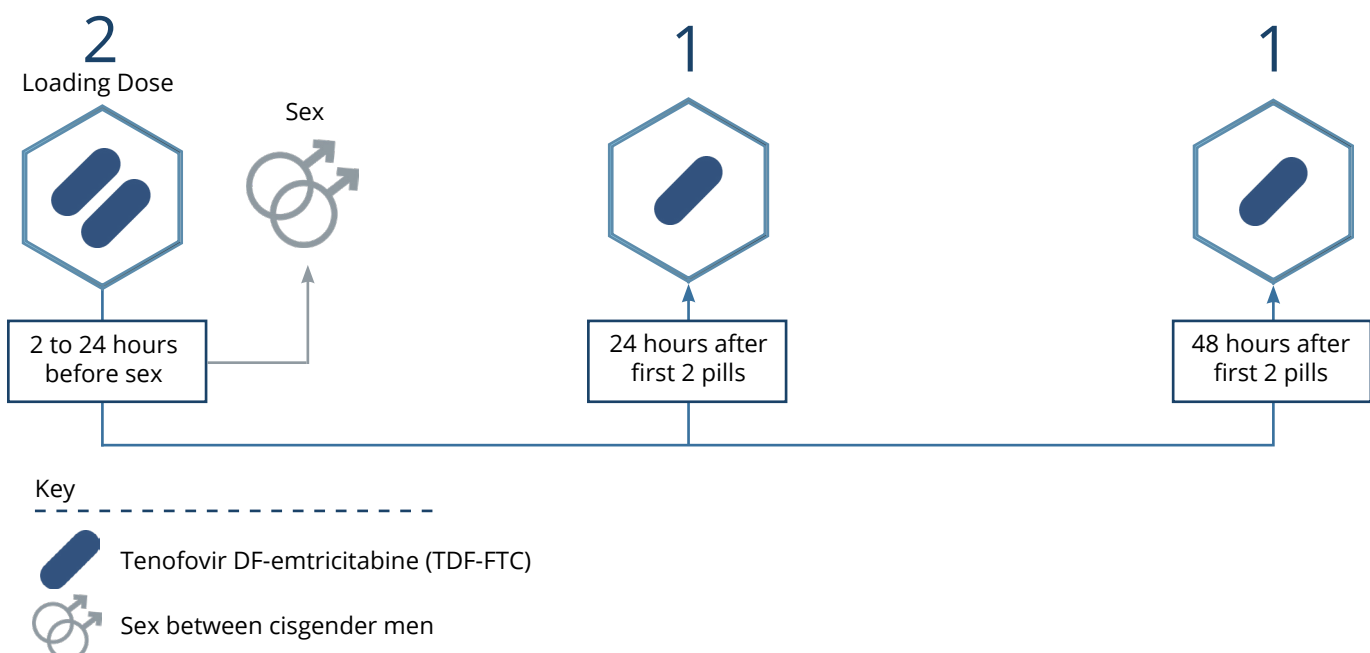 2
Loading Dose
Sex
1
1
2 to 24 hours
before sex
24 hours after
first 2 pills
48 hours after
first 2 pills
Key
Tenofovir DF-emtricitabine (TDF-FTC)
Sex between cisgender men